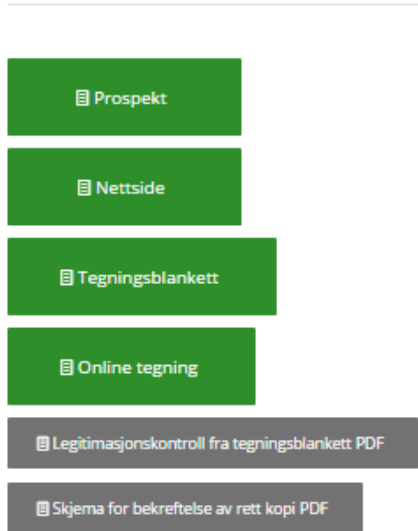 Prospekt
Nettside
Tegningsblankett
Online tegning
Legitimasjonskontroll fra tegningsblankett PDF
Skjema for bekreftelse av rett kopi PDF